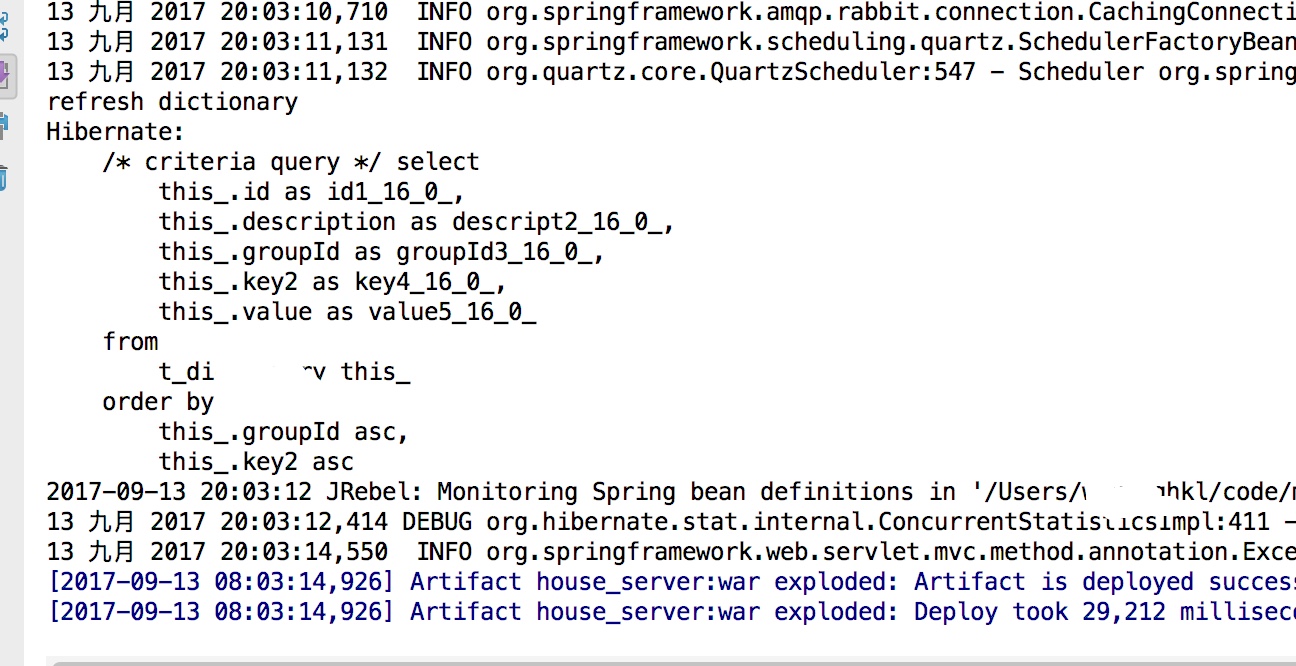 13 九月 2017 20:03:10,710  INFO org.springframework.amqp.rabbit.connection.CachingConnecti
13 九月 2017 20:03:11,131  INFO org.springframework.scheduling.quartz.SchedulerFactoryBean
13 九月 2017 20:03:11,132  INFO org.quartz.core.QuartzScheduler:547 – Scheduler org.spring
refresh dictionary
Hibernate:
    /* criteria query */ select
        this_.id as id1_16_0_,
        this_.description as descript2_16_0_,
        this_.groupId as groupId3_16_0_,
        this_.key2 as key4_16_0_,
        this_.value as value5_16_0_
    from
        t_di this_
    order by
        this_.groupId asc,
        this_.key2 asc
2017–09–13 20:03:12 JRebel: Monitoring Spring bean definitions in '/Users/ hkl/code/
13 九月 2017 20:03:12,414 DEBUG org.hibernate.stat.internal.ConcurrentStatisticsImpl:411 –
13 九月 2017 20:03:14,550  INFO org.springframework.web.servlet.mvc.method.annotation.Exce
[2017–09–13 08:03:14,926] Artifact house_server:war exploded: Artifact is deployed success
[2017–09–13 08:03:14,926] Artifact house_server:war exploded: Deploy took 29,212 milliseco